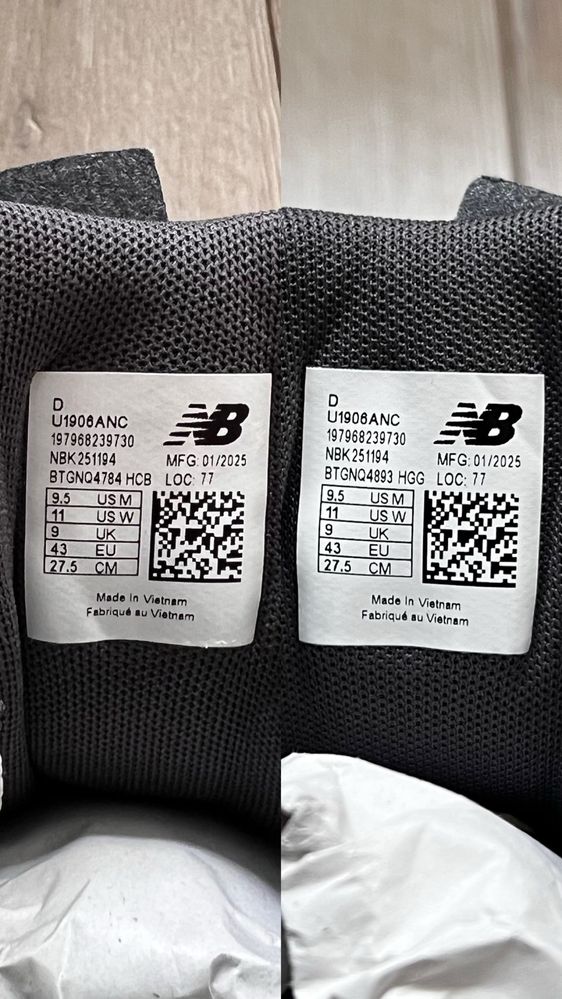 D
U1906ANC
197968239730
NBK251194
MFG: 01/2025
BTGNQ4784 HCB
LOC: 77
9.5 US M
11 US W
9 UK
43 EU
27.5 CM
Made In Vietnam
Fabriqué au Vietnam
NB
D
U1906ANC
197968239730
NBK251194
MFG: 01/2025
BTGNQ4893 HGG
LOC: 77
9.5 US M
11 US W
9 UK
43 EU
27.5 CM
Made In Vietnam
Fabriqué au Vietnam
NB